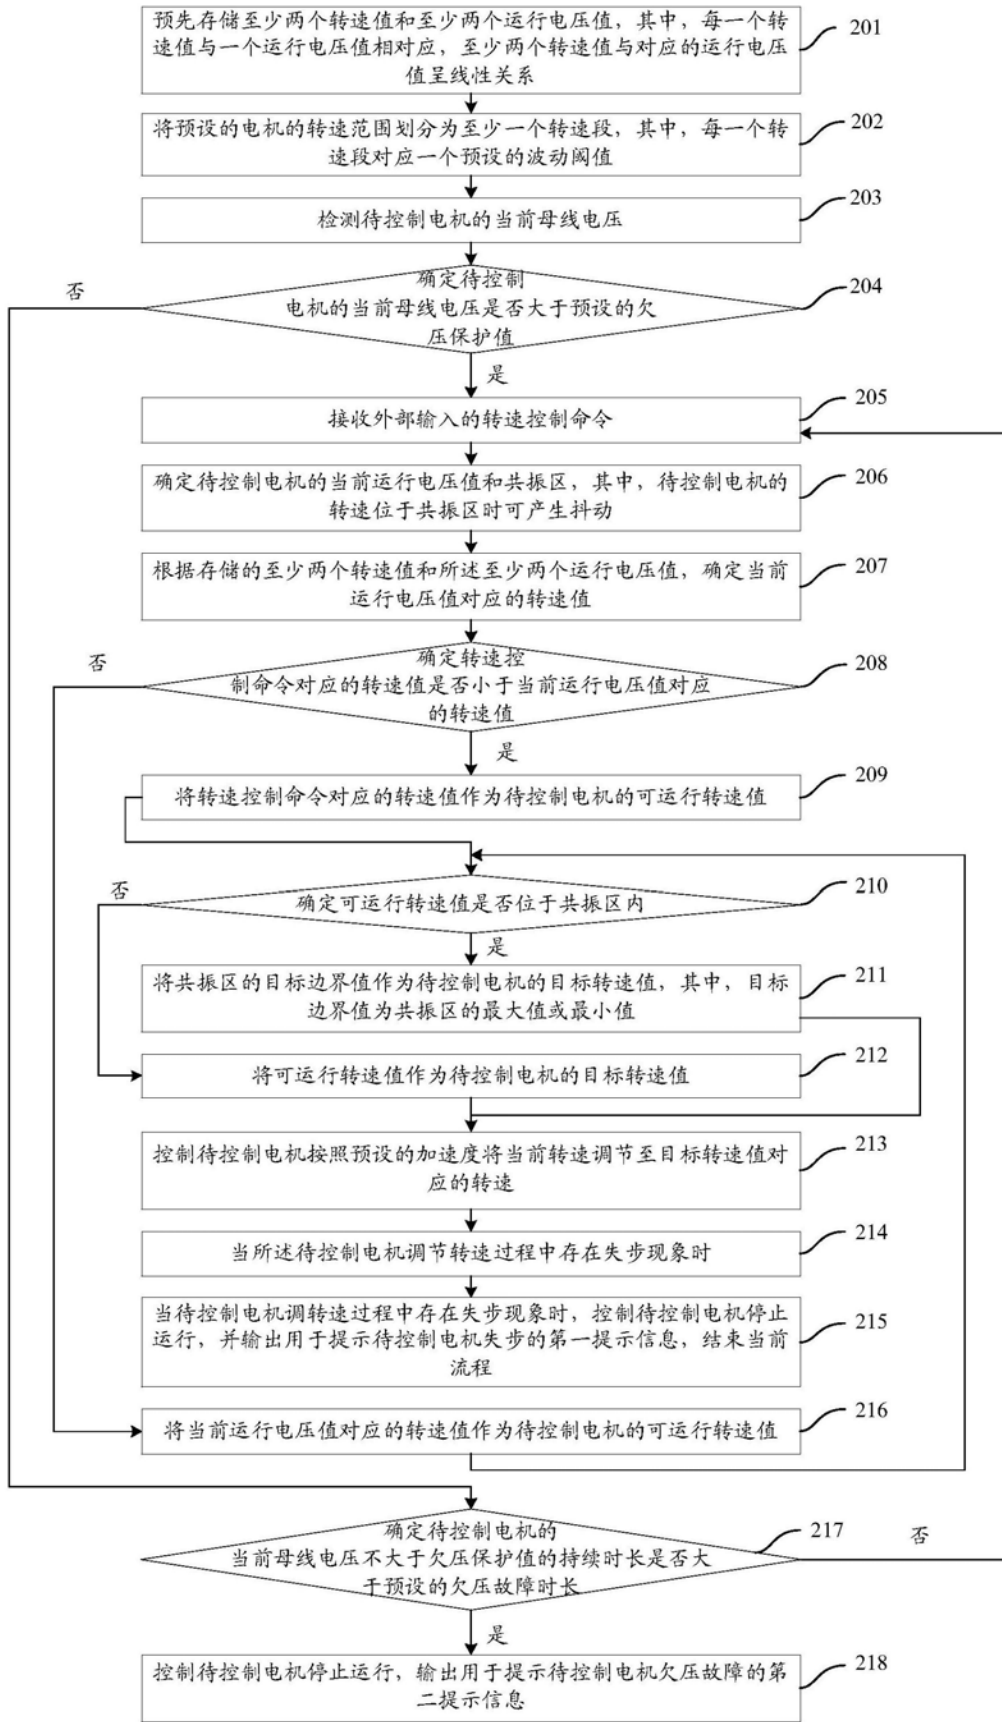 预先存储至少两个转速值和至少两个运行电压值，其中，每一个转
速值与一个运行电压值相对应，至少两个转速值与对应的运行电压
值呈线性关系
201
将预设的电机的转速范围划分为至少一个转速段，其中，每一个转
速段对应一个预设的波动阈值
202
检测待控制电机的当前母线电压
203
确定待控制
电机的当前母线电压是否大于预设的欠
压保护值
204
否
是
接收外部输入的转速控制命令
205
确定待控制电机的当前运行电压值和共振区，其中，待控制电机的
转速位于共振区时可产生抖动
206
根据存储的至少两个转速值和所述至少两个运行电压值，确定当前
运行电压值对应的转速值
207
确定转速控
制命令对应的转速值是否小于当前运行电压值对应
的转速值
208
否
是
将转速控制命令对应的转速值作为待控制电机的可运行转速值
209
确定可运行转速值是否位于共振区内
210
否
是
将共振区的目标边界值作为待控制电机的目标转速值，其中，目标
边界值为共振区的最大值或最小值
211
将可运行转速值作为待控制电机的目标转速值
212
控制待控制电机按照预设的加速度将当前转速调节至目标转速值对
应的转速
213
当所述待控制电机调节转速过程中存在失步现象时
214
当待控制电机调转速过程中存在失步现象时，控制待控制电机停止
运行，并输出用于提示待控制电机失步的第一提示信息，结束当前
流程
215
将当前运行电压值对应的转速值作为待控制电机的可运行转速值
216
确定待控制电机的
当前母线电压不大于欠压保护值的持续时长是否大
于预设的欠压故障时长
217
否
是
控制待控制电机停止运行，输出用于提示待控制电机欠压故障的第
二提示信息
218